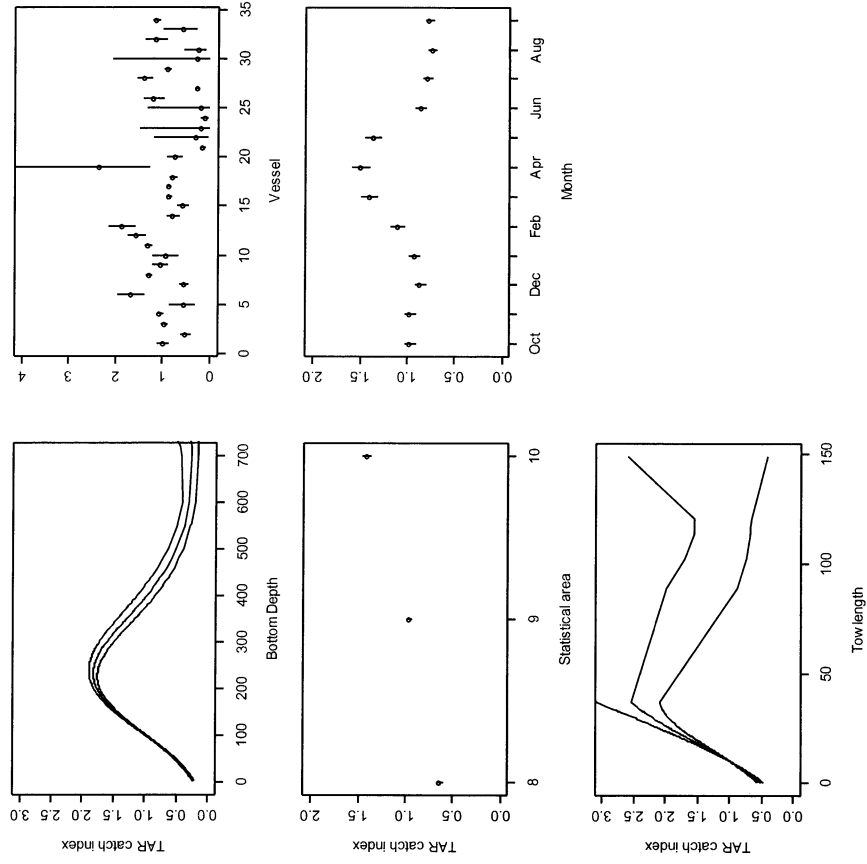 0 5 10 15 20 25 30 35
0 1 2 3 4
Vessel
Oct Dec Feb Apr Jun Aug
0.0 0.5 1.0 1.5 2.0
Month
TAR catch index
0.0 0.5 1.0 1.5 2.0 2.5 3.0
0 100 200 300 400 500 600 700
Bottom Depth
TAR catch index
0.0 0.5 1.0 1.5 2.0
8 9 10
Statistical area
TAR catch index
0.0 0.5 1.0 1.5 2.0 2.5 3.0
0 50 100 150
Tow length